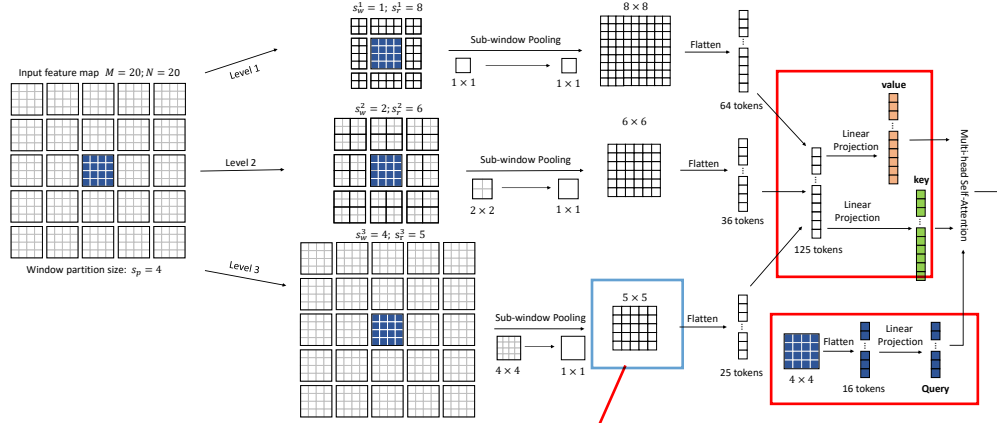 Input feature map M = 20; N = 20
Window partition size: s_p = 4
Level 1
s_w^1 = 1; s_r^1 = 8
Sub-window Pooling
1 × 1
1 × 1
8 × 8
Flatten
64 tokens
Level 2
s_w^2 = 2; s_r^2 = 6
Sub-window Pooling
2 × 2
1 × 1
6 × 6
Flatten
36 tokens
Level 3
s_w^3 = 4; s_r^3 = 5
Sub-window Pooling
4 × 4
1 × 1
5 × 5
Flatten
25 tokens
125 tokens
Linear
Projection
value
Linear
Projection
key
4 × 4
Flatten
16 tokens
Linear
Projection
Query
Multi-head Self-Attention